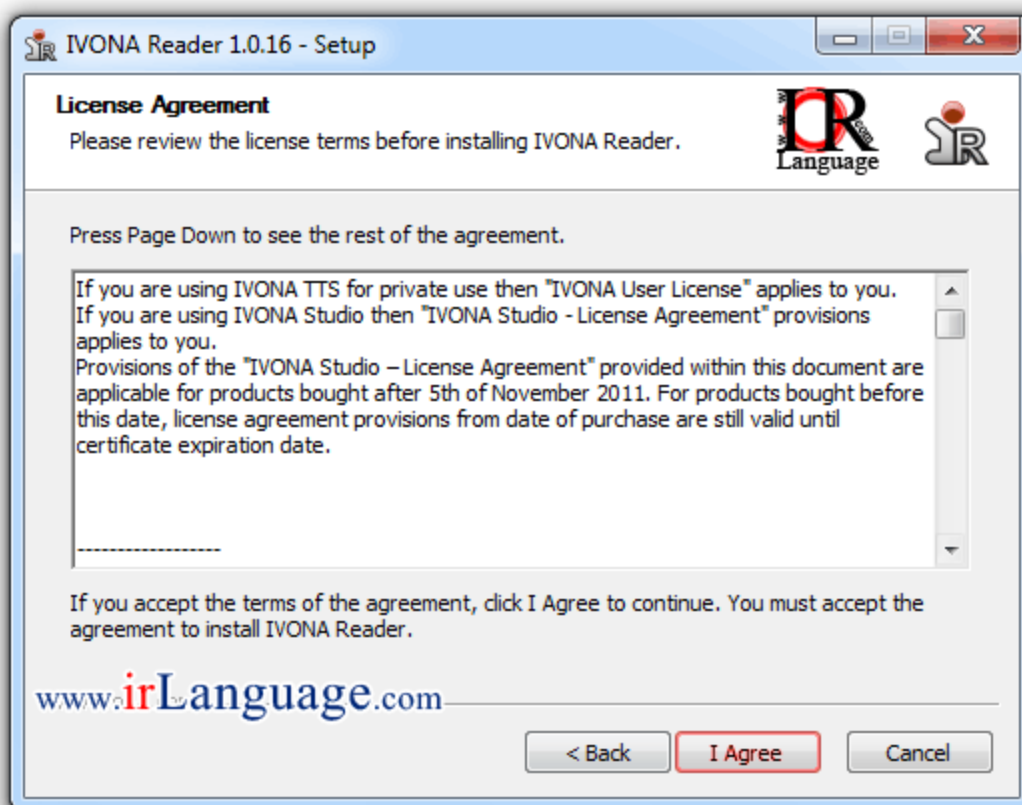 IVONA Reader 1.0.16 - Setup
License Agreement
Please review the license terms before installing IVONA Reader.
IR
.com
Language
IR
Press Page Down to see the rest of the agreement.
If you are using IVONA TTS for private use then "IVONA User License" applies to you.
If you are using IVONA Studio then "IVONA Studio - License Agreement" provisions
applies to you.
Provisions of the "IVONA Studio – License Agreement" provided within this document are
applicable for products bought after 5th of November 2011. For products bought before
this date, license agreement provisions from date of purchase are still valid until
certificate expiration date.
------------------
If you accept the terms of the agreement, click I Agree to continue. You must accept the
agreement to install IVONA Reader.
www.irLanguage.com
< Back
I Agree
Cancel